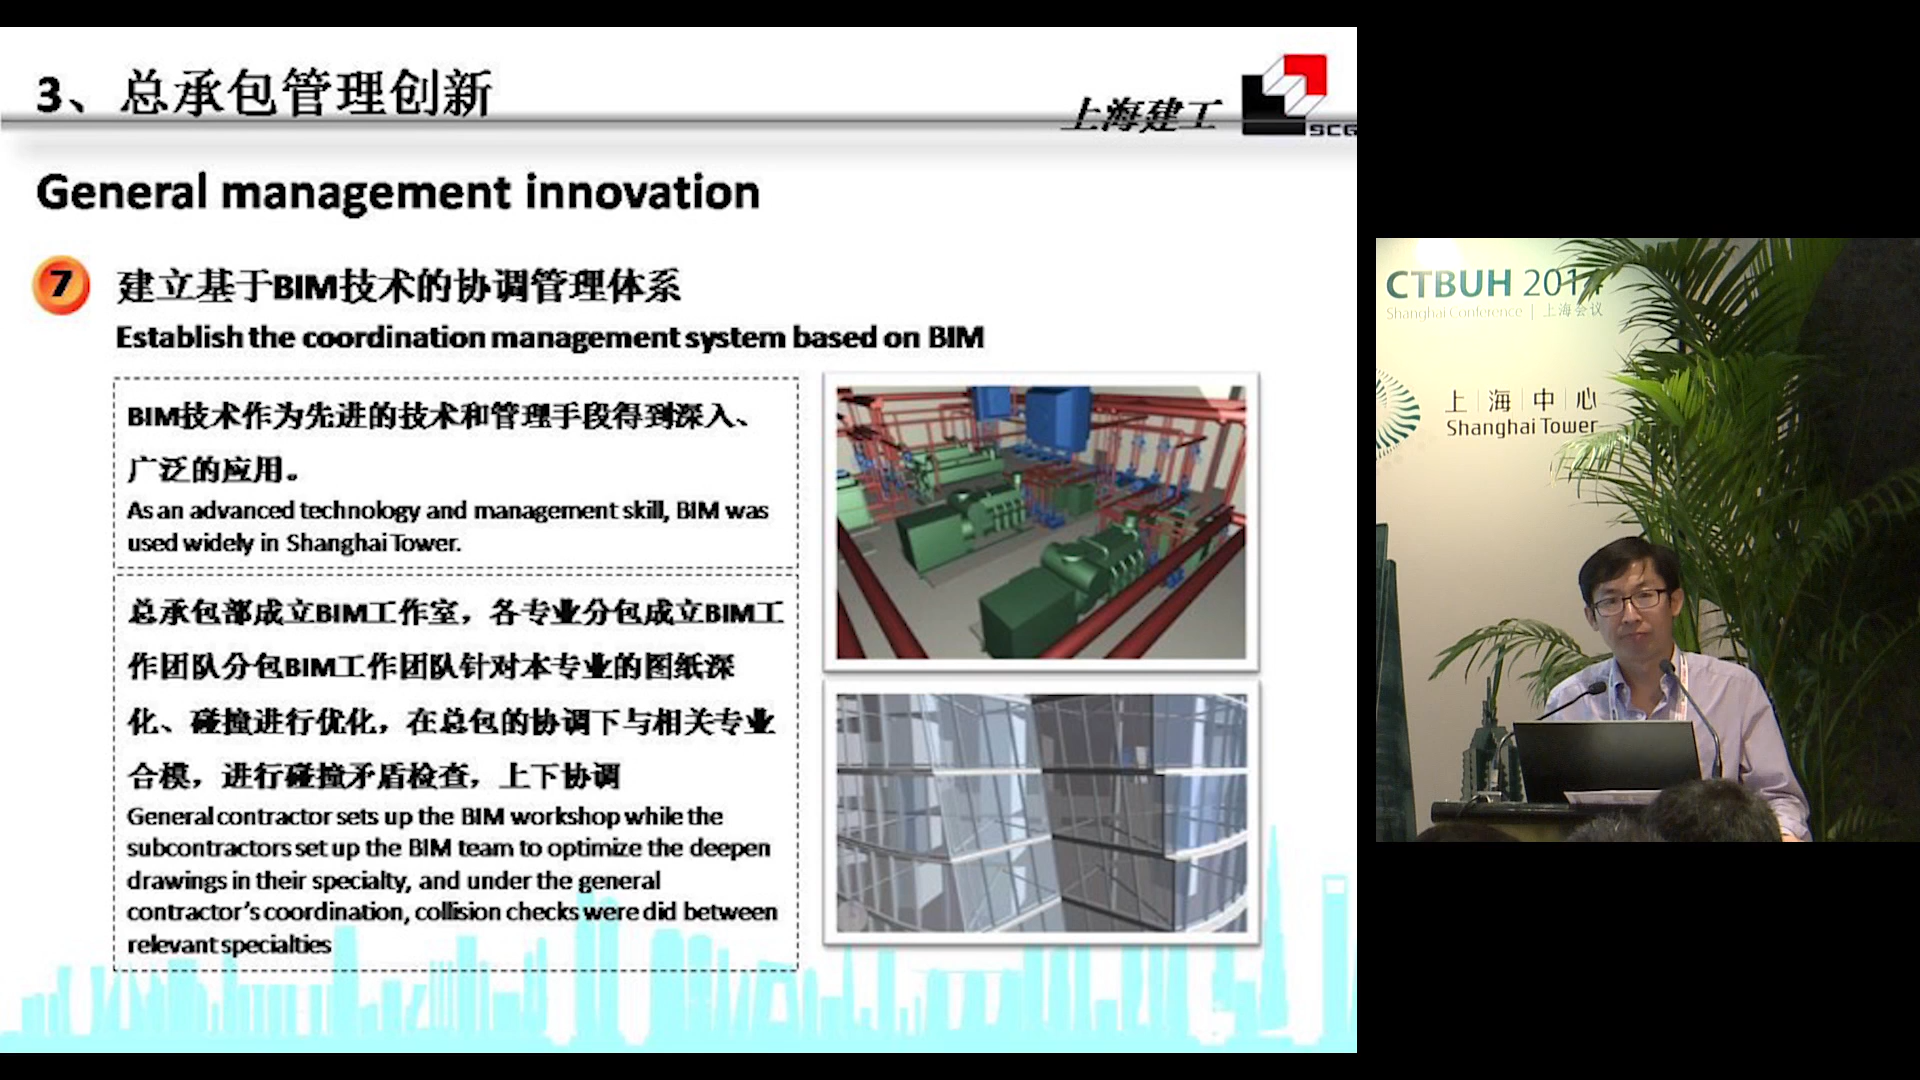 3、总承包管理创新
上海建工
SCG
General management innovation
7
建立基于BIM技术的协调管理体系
Establish the coordination management system based on BIM
BIM技术作为先进的技术和管理手段得到深入、
广泛的应用。
As an advanced technology and management skill, BIM was
used widely in Shanghai Tower.
总承包部成立BIM工作室，各专业分包成立BIM工
作团队分包BIM工作团队针对本专业的图纸深
化、碰撞进行优化，在总包的协调下与相关专业
合模，进行碰撞矛盾检查，上下协调
General contractor sets up the BIM workshop while the
subcontractors set up the BIM team to optimize the deepen
drawings in their specialty, and under the general
contractor's coordination, collision checks were did between
relevant specialties
CTBUH 2014
Shanghai Conference | 上海会议
上|海|中|心
Shanghai Tower